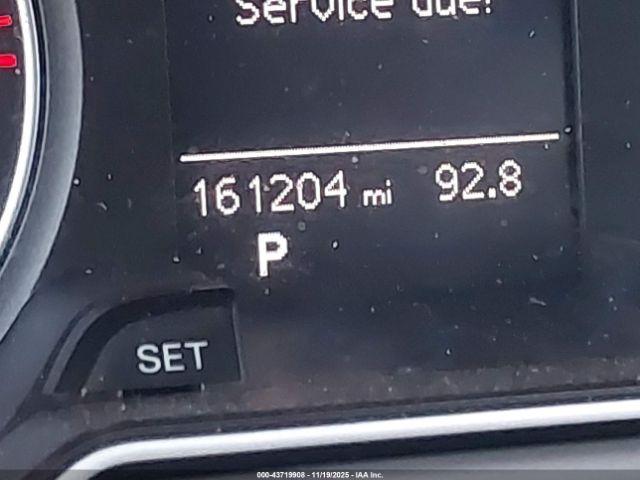 Service due!
161204 mi 92.8
P
SET
000-43719908 - 11/19/2025 - IAA Inc.